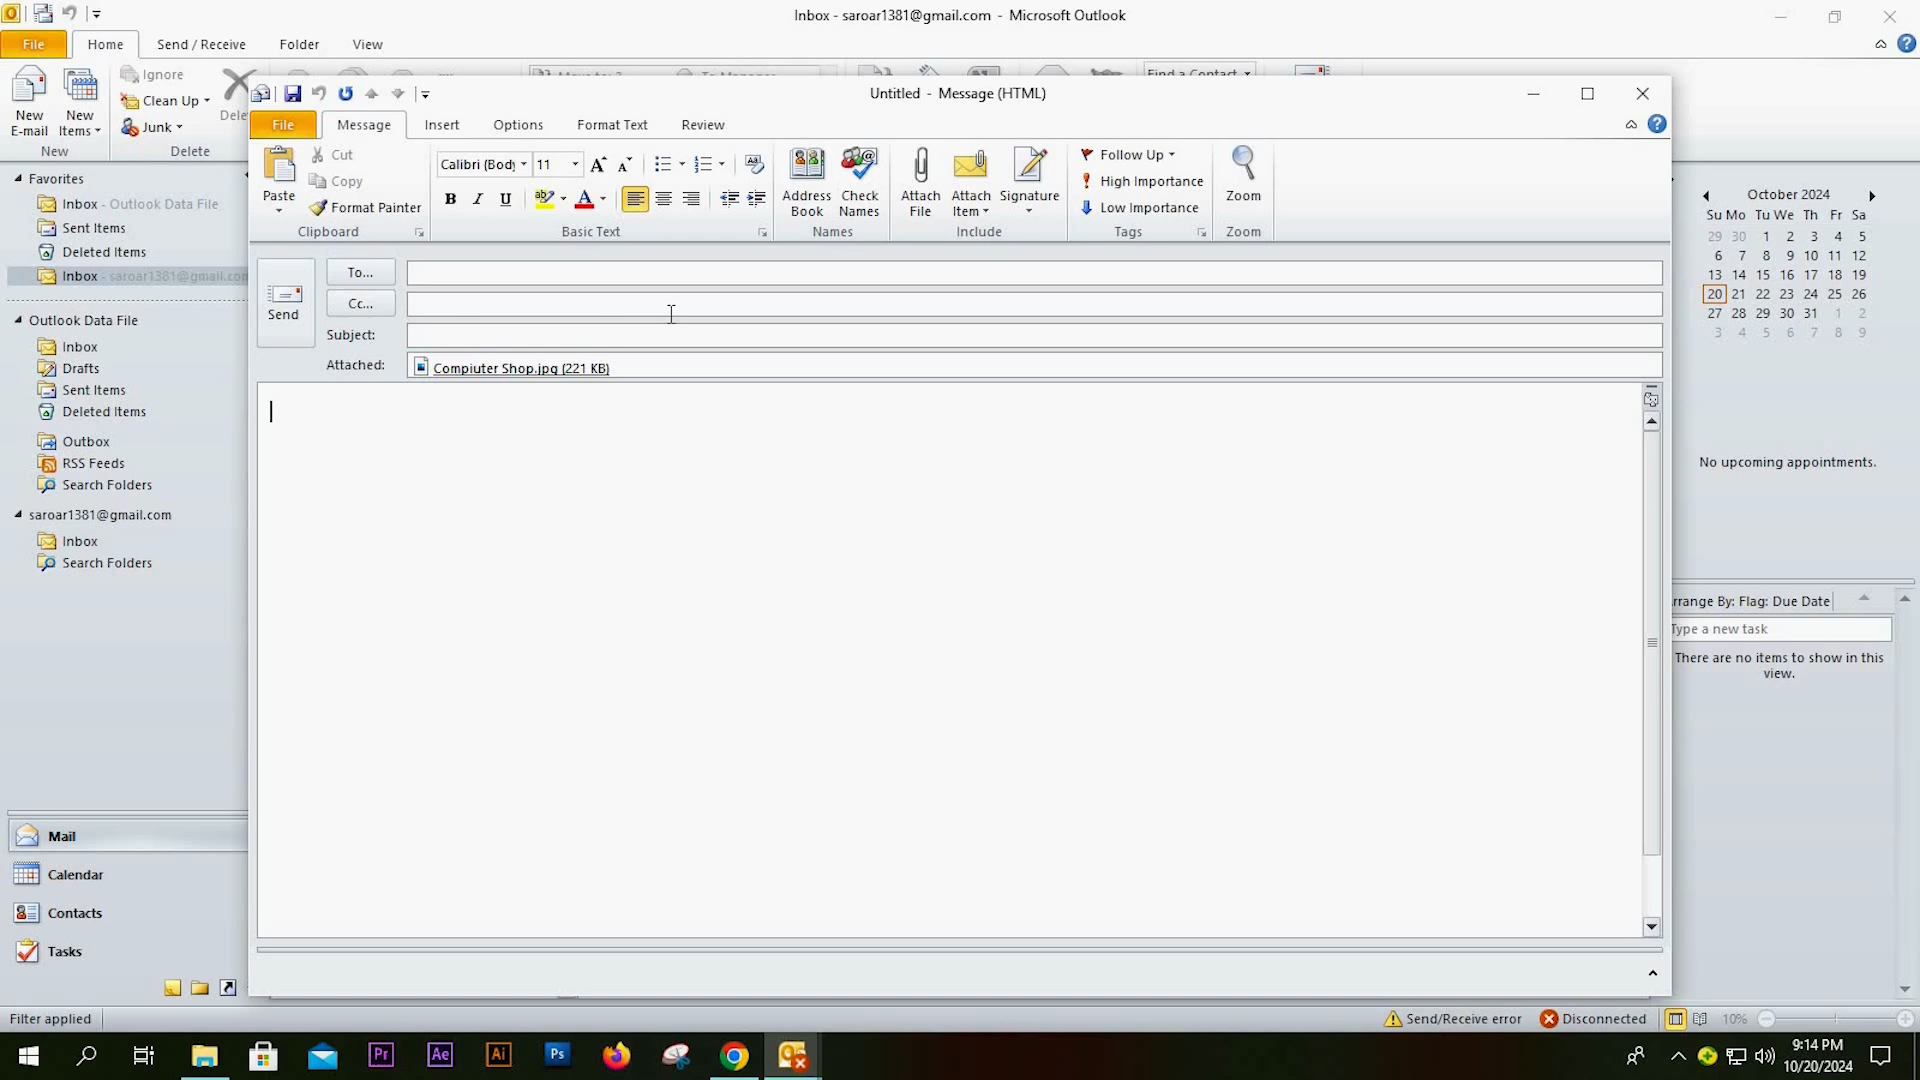 Inbox - saroar1381@gmail.com - Microsoft Outlook
File Home Send / Receive Folder View
Ignore
Clean Up
Junk
New E-mail
New Items
New
Delete
Find a Contact
Untitled - Message (HTML)
File Message Insert Options Format Text Review
Paste
Cut
Copy
Format Painter
Clipboard
Calibri (Body 11
B I U
Basic Text
Address Book
Check Names
Names
Attach File
Attach Item
Signature
Include
Follow Up
High Importance
Low Importance
Tags
Zoom
Zoom
Send
To...
Cc...
Subject:
Attached: Compiuter Shop.jpg (221 KB)
Favorites
Inbox - Outlook Data File
Sent Items
Deleted Items
Inbox - saroar1381@gmail.com
Outlook Data File
Inbox
Drafts
Sent Items
Deleted Items
Outbox
RSS Feeds
Search Folders
saroar1381@gmail.com
Inbox
Search Folders
Mail
Calendar
Contacts
Tasks
October 2024
Su Mo Tu We Th Fr Sa
29 30 1 2 3 4 5
6 7 8 9 10 11 12
13 14 15 16 17 18 19
20 21 22 23 24 25 26
27 28 29 30 31 1 2
3 4 5 6 7 8 9
No upcoming appointments.
rrange By: Flag: Due Date
Type a new task
There are no items to show in this
view.
Filter applied
Send/Receive error Disconnected 10%
Pr Ae Ai Ps
9:14 PM
10/20/2024